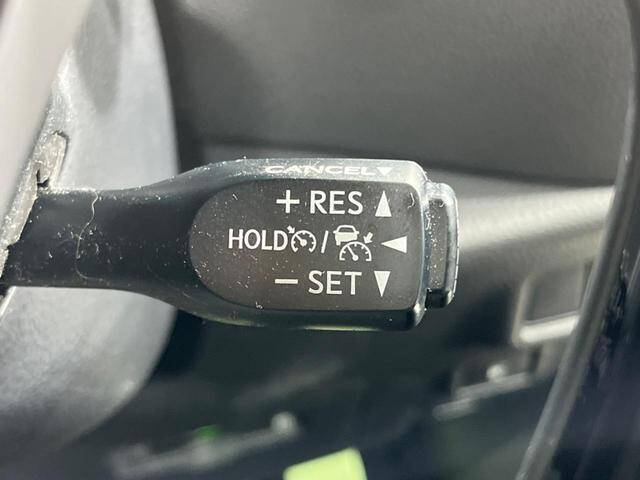 CANCEL▼
+ RES ▲
HOLD / ◀
− SET ▼